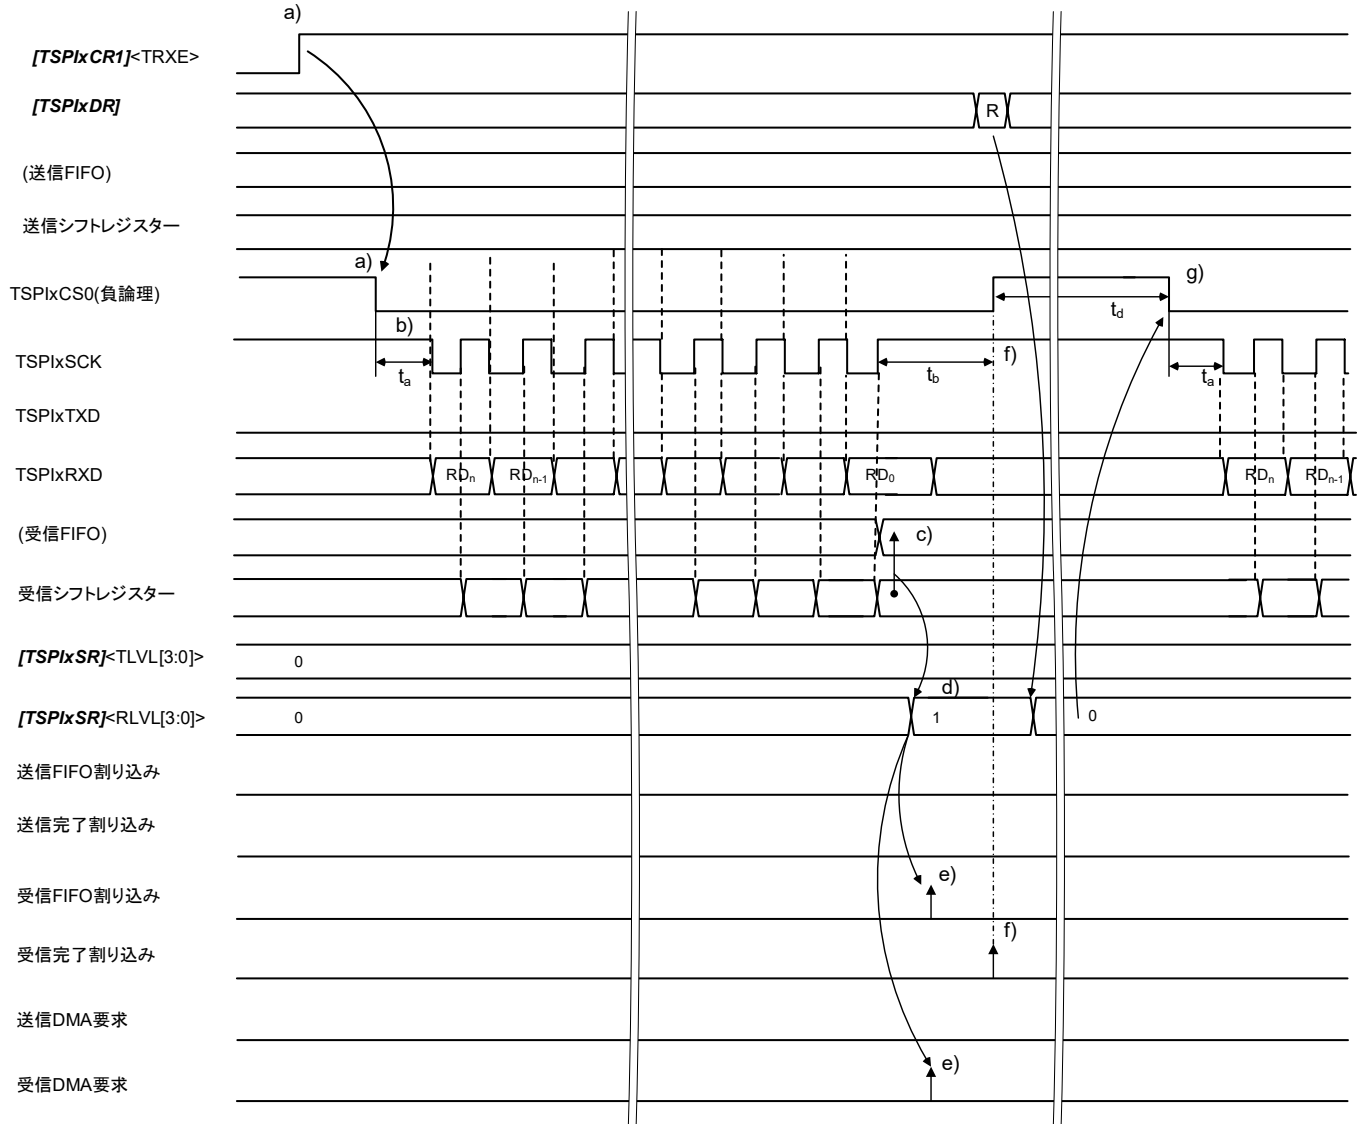 a)
[TSPIxCR1]<TRXE>
[TSPIxDR]
R
(送信FIFO)
送信シフトレジスター
a)
g)
TSPIxCS0(負論理)
td
b)
f)
TSPIxSCK
ta
tb
ta
TSPIxTXD
TSPIxRXD
RDn
RDn-1
RD0
RDn
RDn-1
(受信FIFO)
c)
受信シフトレジスター
[TSPIxSR]<TLVL[3:0]>
0
d)
[TSPIxSR]<RLVL[3:0]>
0
1
0
送信FIFO割り込み
送信完了割り込み
e)
受信FIFO割り込み
f)
受信完了割り込み
送信DMA要求
e)
受信DMA要求